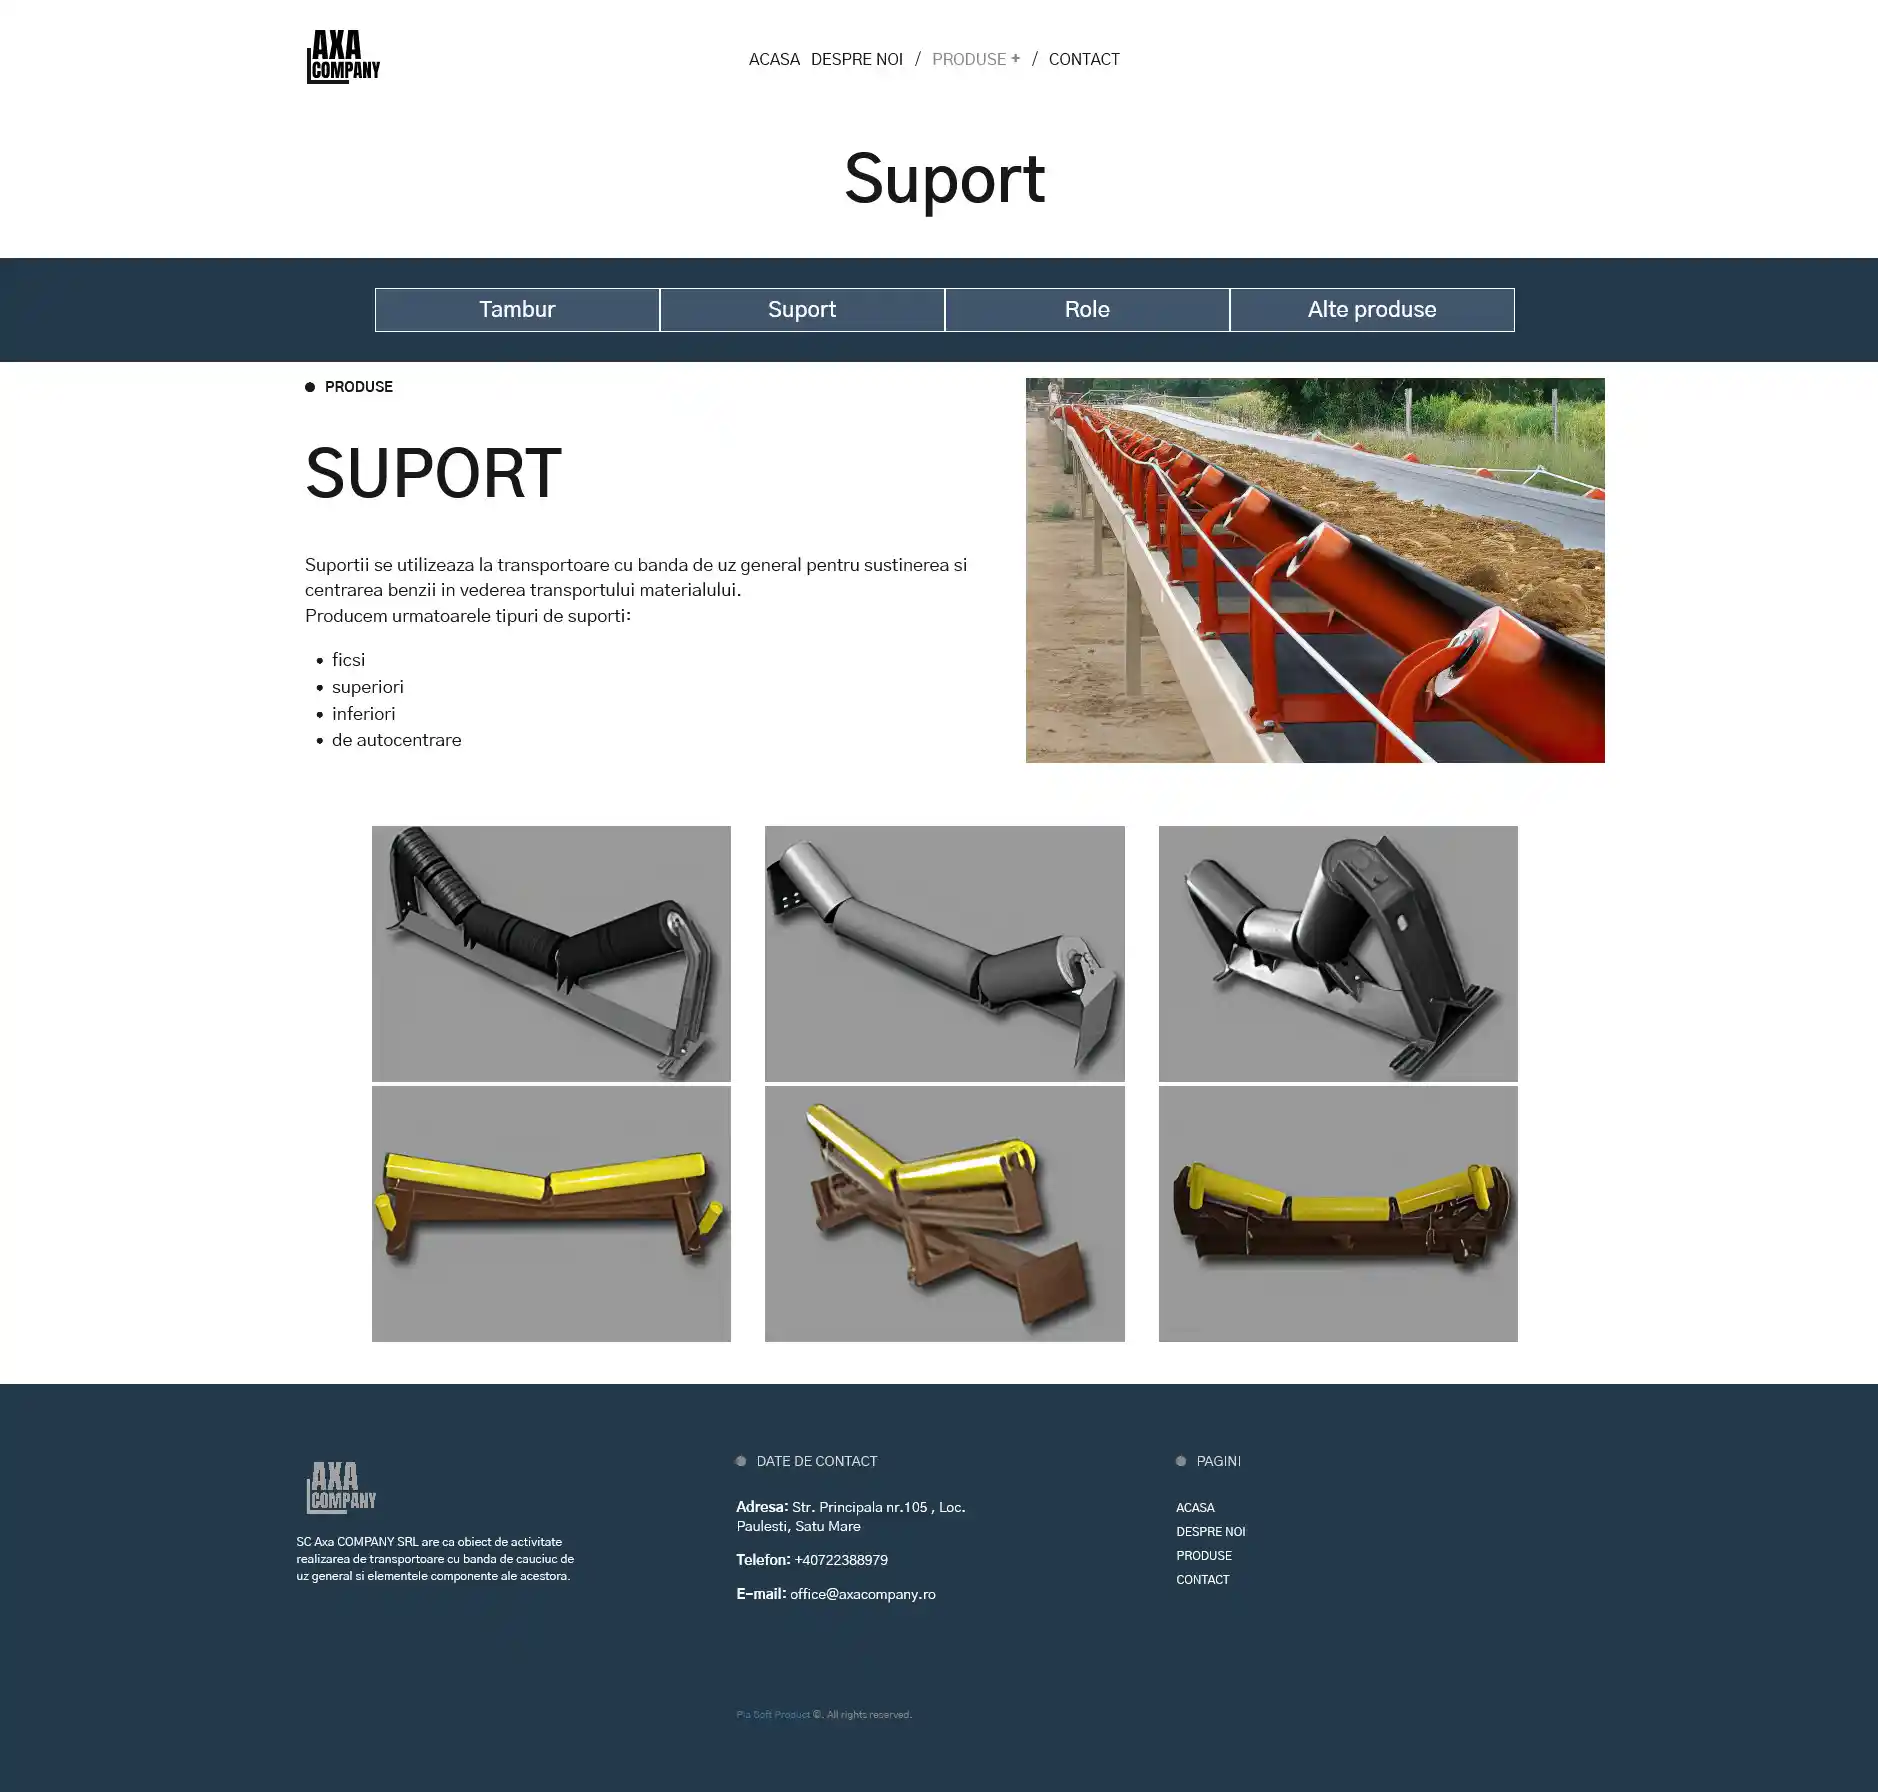 AXA
COMPANY
ACASA DESPRE NOI / PRODUSE + / CONTACT
Suport
Tambur Suport Role Alte produse
PRODUSE
SUPORT
Suportii se utilizeaza la transportoare cu banda de uz general pentru sustinerea si
centrarea benzii in vederea transportului materialului.
Producem urmatoarele tipuri de suporti:
• ficsi
• superiori
• inferiori
• de autocentrare
AXA
COMPANY
SC Axa COMPANY SRL are ca obiect de activitate
realizarea de transportoare cu banda de cauciuc de
uz general si elementele componente ale acestora.
DATE DE CONTACT
Adresa: Str. Principala nr.105 , Loc.
Paulesti, Satu Mare
Telefon: +40722388979
E-mail: office@axacompany.ro
PAGINI
ACASA
DESPRE NOI
PRODUSE
CONTACT
Pia Soft Product ©. All rights reserved.